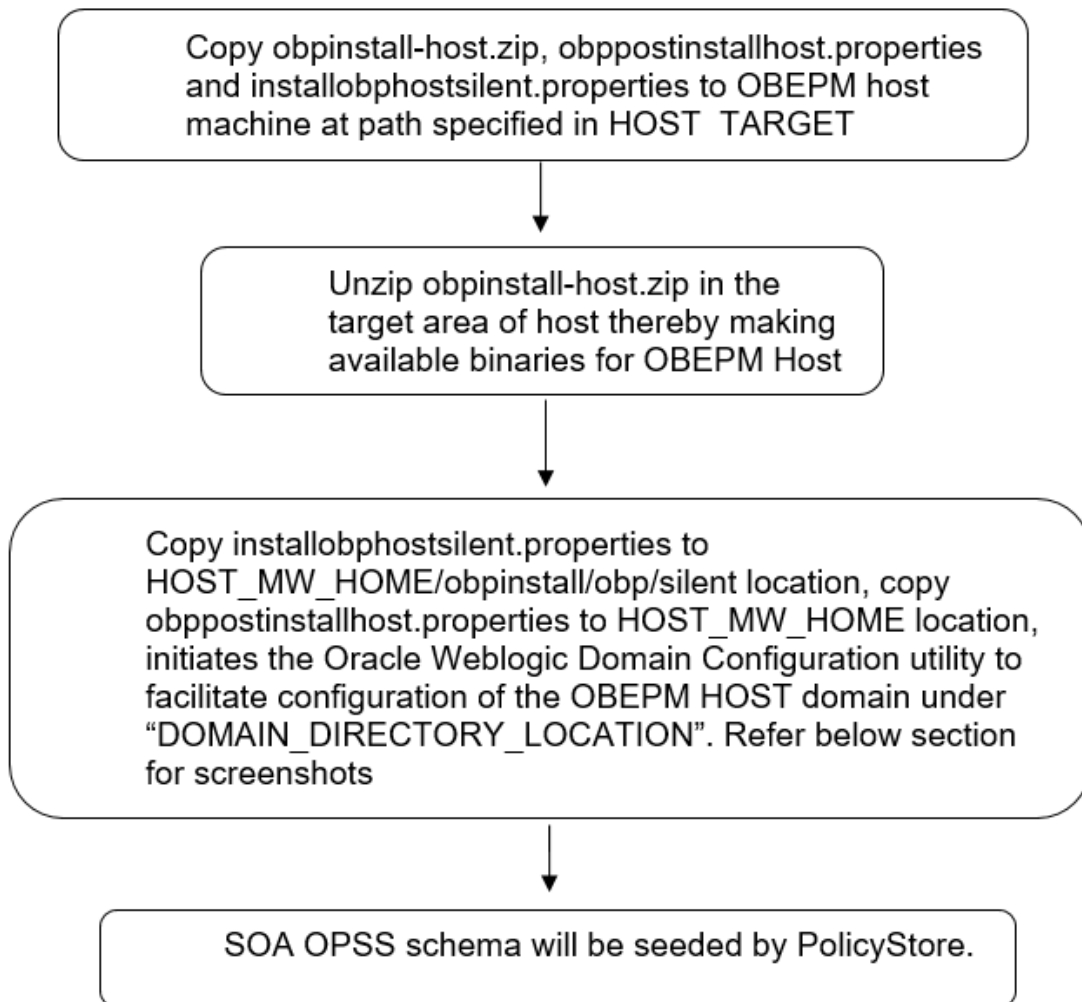 Copy obpinstall-host.zip, obppostinstallhost.properties
and installobphostsilent.properties to OBEPM host
machine at path specified in HOST_TARGET
Unzip obpinstall-host.zip in the
target area of host thereby making
available binaries for OBEPM Host
Copy installobphostsilent.properties to
HOST_MW_HOME/obpinstall/obp/silent location, copy
obppostinstallhost.properties to HOST_MW_HOME location,
initiates the Oracle Weblogic Domain Configuration utility to
facilitate configuration of the OBEPM HOST domain under
“DOMAIN_DIRECTORY_LOCATION”. Refer below section
for screenshots
SOA OPSS schema will be seeded by PolicyStore.